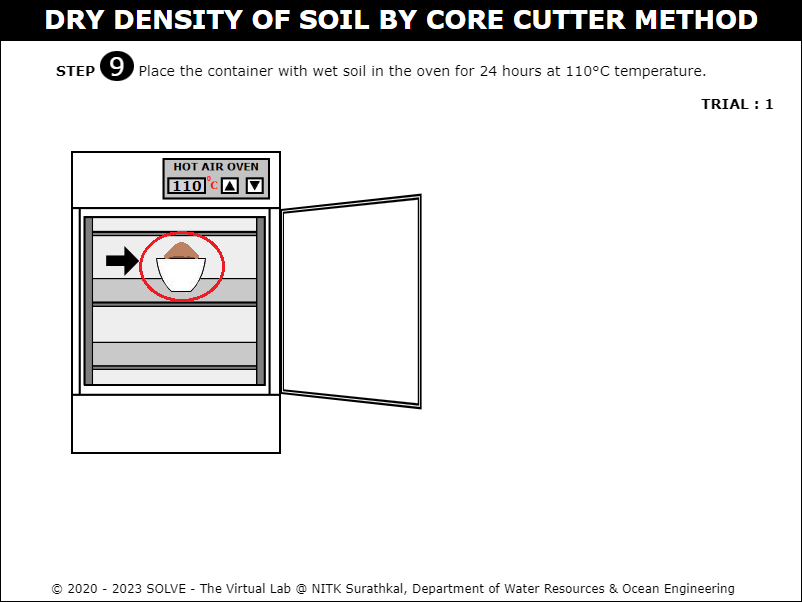 DRY DENSITY OF SOIL BY CORE CUTTER METHOD
STEP 9 Place the container with wet soil in the oven for 24 hours at 110°C temperature.
TRIAL : 1
HOT AIR OVEN
110 °C
© 2020 - 2023 SOLVE - The Virtual Lab @ NITK Surathkal, Department of Water Resources & Ocean Engineering